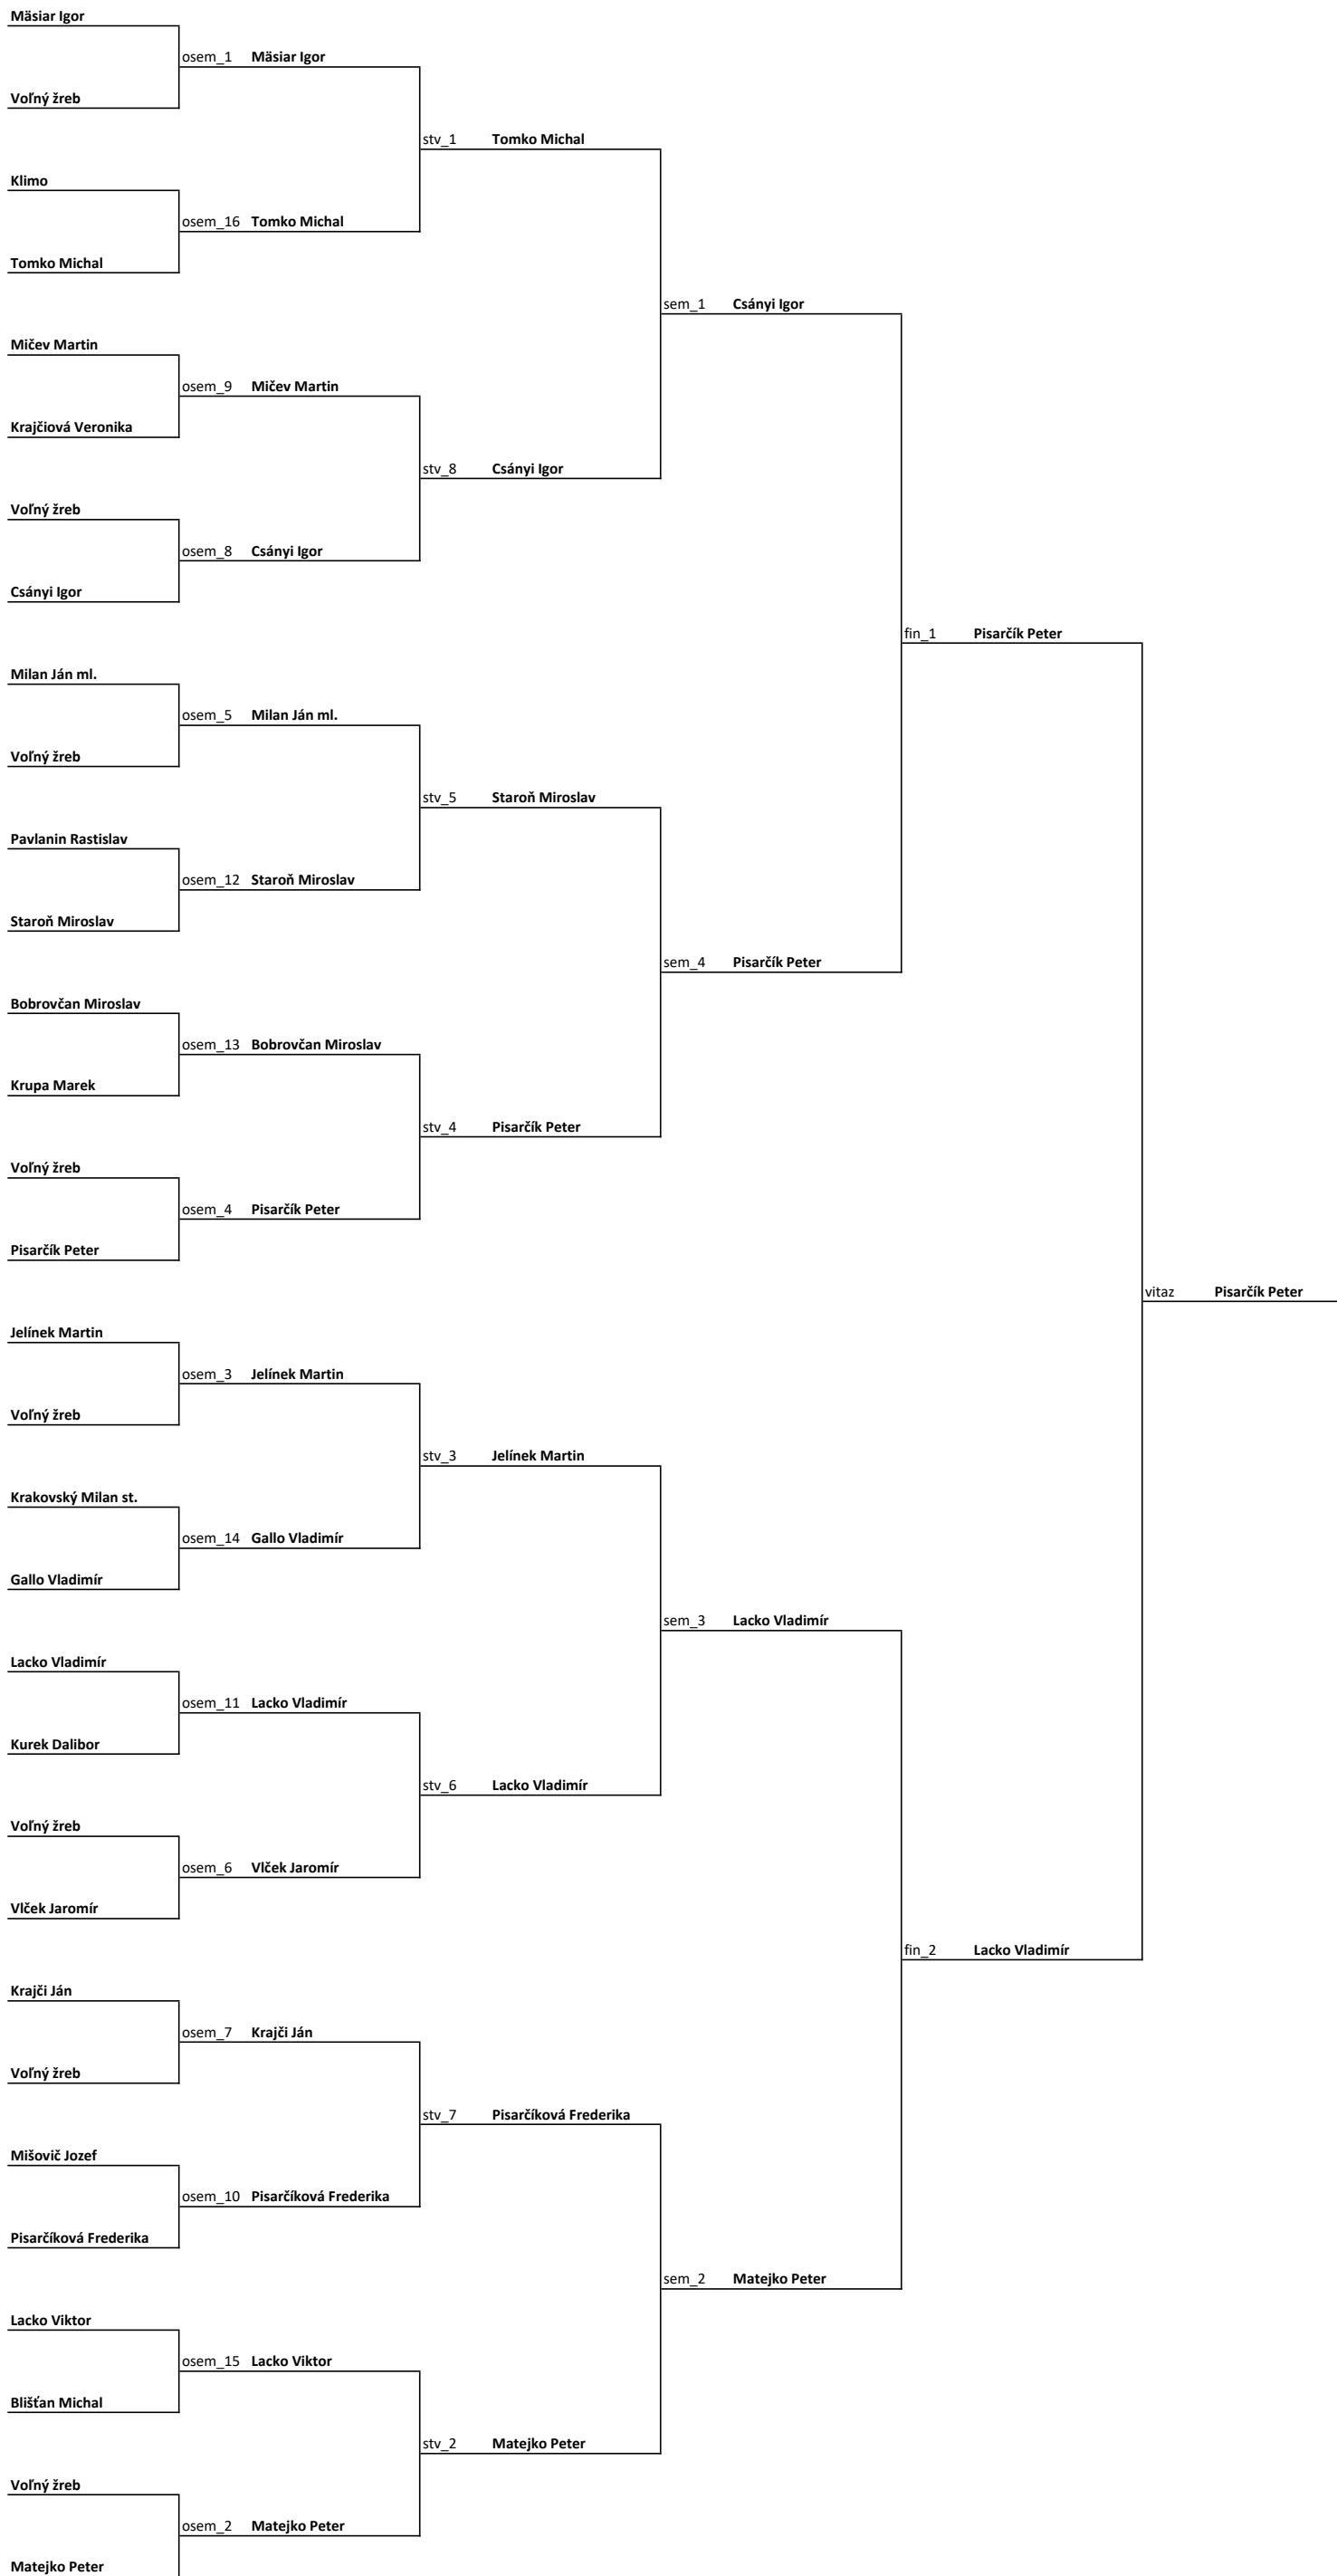 Mäsiar Igor
osem_1 Mäsiar Igor
Voľný žreb
stv_1 Tomko Michal
Klimo
osem_16 Tomko Michal
Tomko Michal
sem_1 Csányi Igor
Mičev Martin
osem_9 Mičev Martin
Krajčiová Veronika
stv_8 Csányi Igor
Voľný žreb
osem_8 Csányi Igor
Csányi Igor
fin_1 Pisarčík Peter
Milan Ján ml.
osem_5 Milan Ján ml.
Voľný žreb
stv_5 Staroň Miroslav
Pavlanin Rastislav
osem_12 Staroň Miroslav
Staroň Miroslav
sem_4 Pisarčík Peter
Bobrovčan Miroslav
osem_13 Bobrovčan Miroslav
Krupa Marek
stv_4 Pisarčík Peter
Voľný žreb
osem_4 Pisarčík Peter
Pisarčík Peter
vitaz Pisarčík Peter
Jelínek Martin
osem_3 Jelínek Martin
Voľný žreb
stv_3 Jelínek Martin
Krakovský Milan st.
osem_14 Gallo Vladimír
Gallo Vladimír
sem_3 Lacko Vladimír
Lacko Vladimír
osem_11 Lacko Vladimír
Kurek Dalibor
stv_6 Lacko Vladimír
Voľný žreb
osem_6 Vlček Jaromír
Vlček Jaromír
fin_2 Lacko Vladimír
Krajči Ján
osem_7 Krajči Ján
Voľný žreb
stv_7 Pisarčíková Frederika
Mišovič Jozef
osem_10 Pisarčíková Frederika
Pisarčíková Frederika
sem_2 Matejko Peter
Lacko Viktor
osem_15 Lacko Viktor
Blišťan Michal
stv_2 Matejko Peter
Voľný žreb
osem_2 Matejko Peter
Matejko Peter